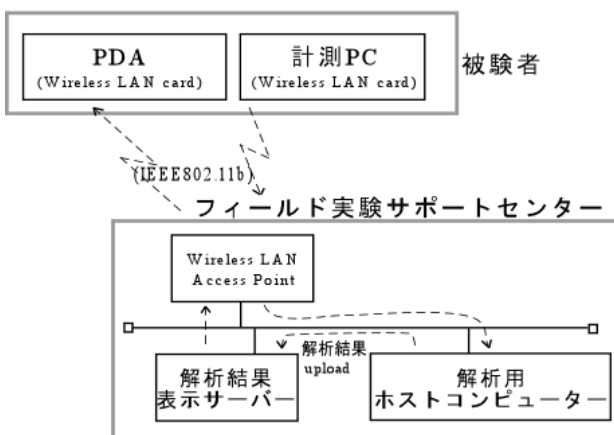 PDA
(Wireless LAN card)
計測PC
(Wireless LAN card)
被験者
(IEEE802.11b)
フィールド実験サポートセンター
Wireless LAN
Access Point
解析結果
upload
解析結果
表示サーバー
解析用
ホストコンピューター